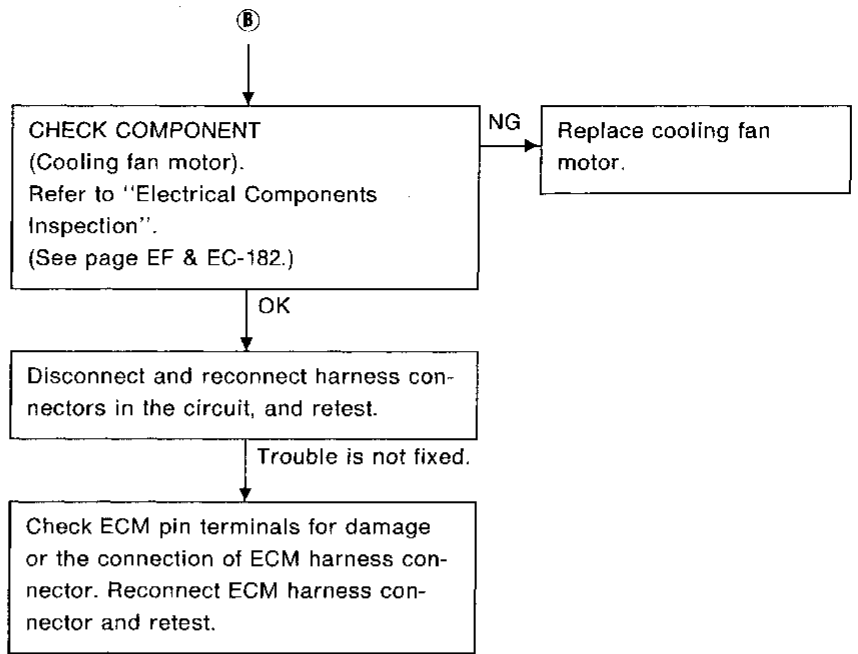 B
CHECK COMPONENT
(Cooling fan motor).
Refer to "Electrical Components
Inspection".
(See page EF & EC-182.)
NG
Replace cooling fan
motor.
OK
Disconnect and reconnect harness con-
nectors in the circuit, and retest.
Trouble is not fixed.
Check ECM pin terminals for damage
or the connection of ECM harness con-
nector. Reconnect ECM harness con-
nector and retest.